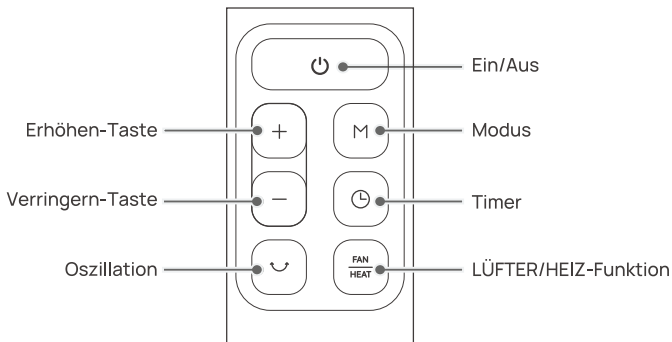 Ein/Aus
Erhöhen-Taste
+
M
Modus
Verringern-Taste
−
Timer
Oszillation
FAN
HEAT
LÜFTER/HEIZ-Funktion